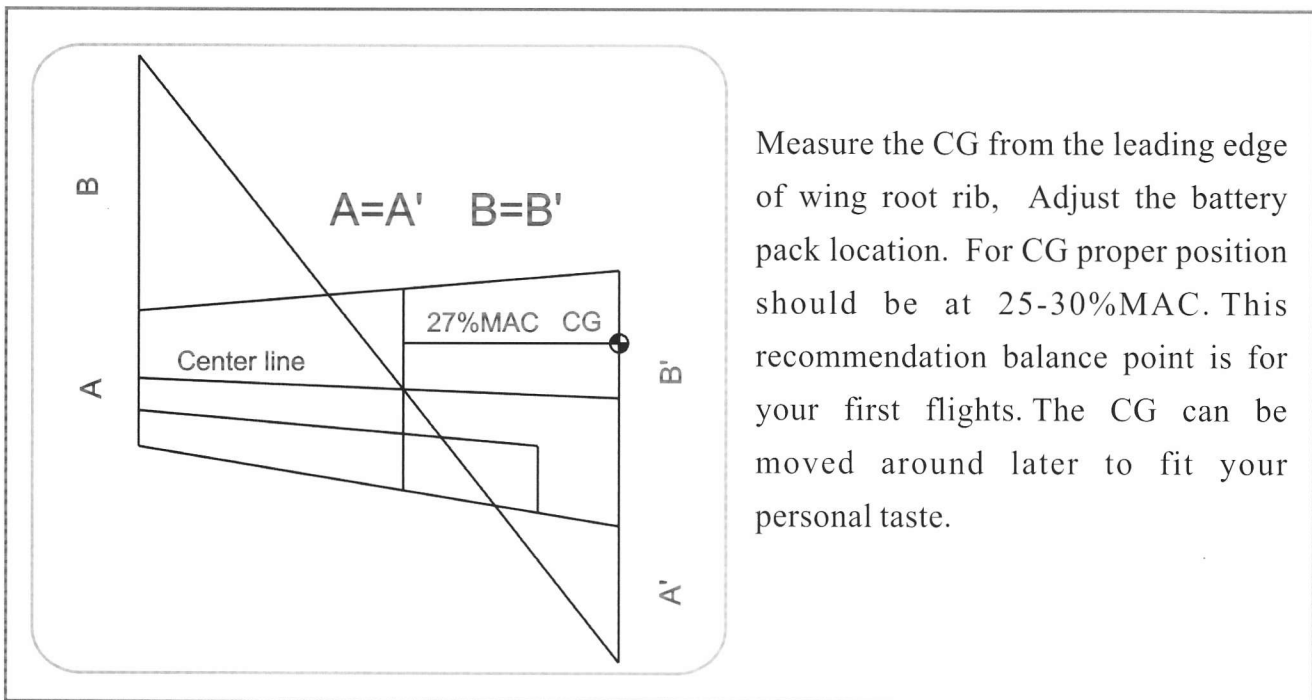 B
A
A=A' B=B'
27%MAC CG
Center line
B'
A'
Measure the CG from the leading edge
of wing root rib, Adjust the battery
pack location. For CG proper position
should be at 25-30%MAC. This
recommendation balance point is for
your first flights. The CG can be
moved around later to fit your
personal taste.